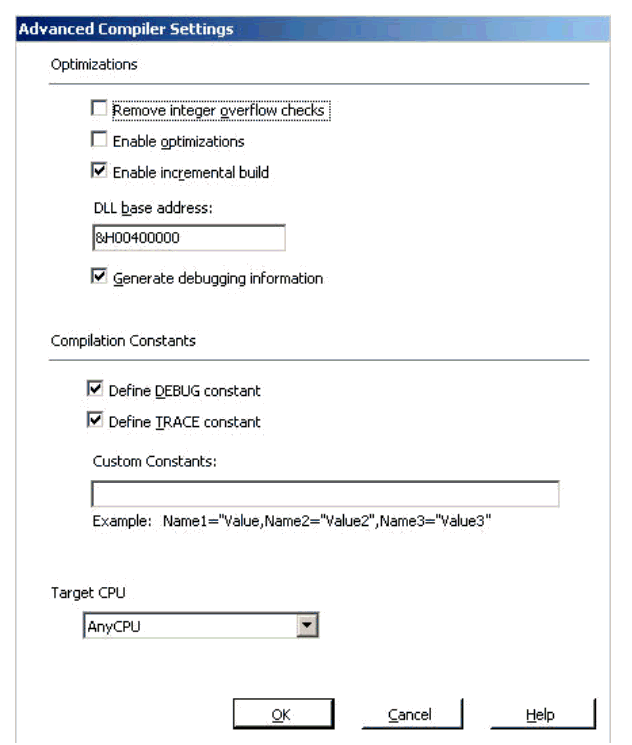 Advanced Compiler Settings
Optimizations
Remove integer overflow checks
Enable optimizations
Enable incremental build
DLL base address:
&H00400000
Generate debugging information
Compilation Constants
Define DEBUG constant
Define TRACE constant
Custom Constants:
Example: Name1="Value,Name2="Value2",Name3="Value3"
Target CPU
AnyCPU
OK Cancel Help